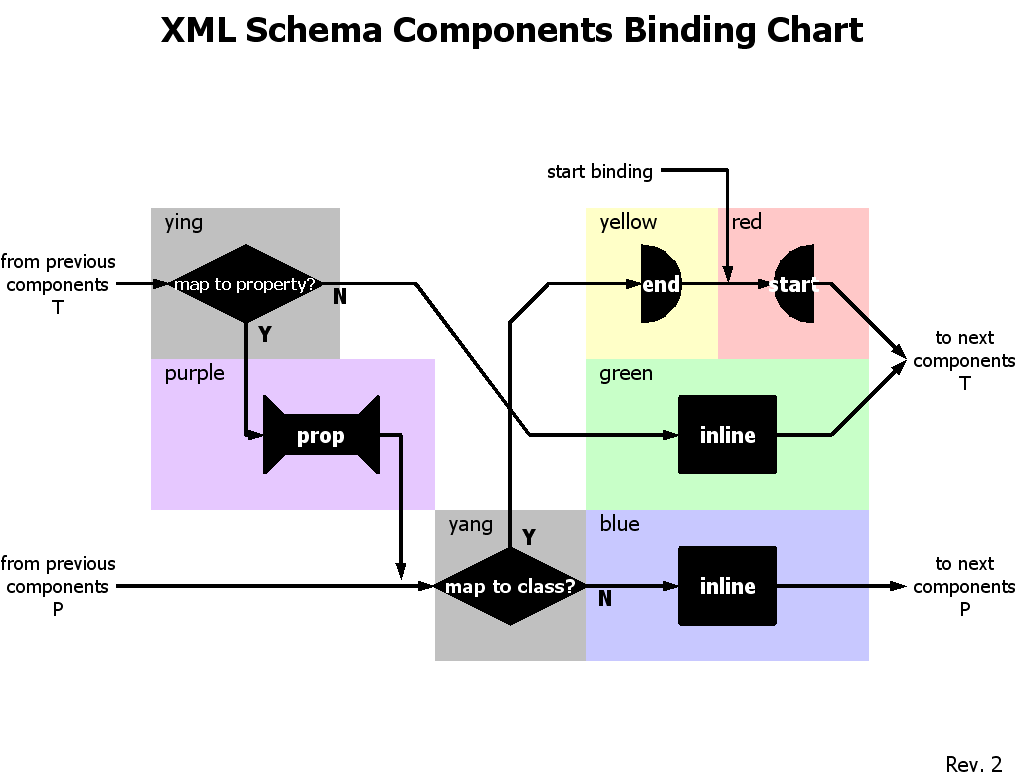 XML Schema Components Binding Chart
start binding
ying
yellow
red
from previous
components
T
map to property?
N
Y
end
start
to next
components
T
purple
green
prop
inline
yang
blue
Y
from previous
components
P
map to class?
N
inline
to next
components
P
Rev. 2